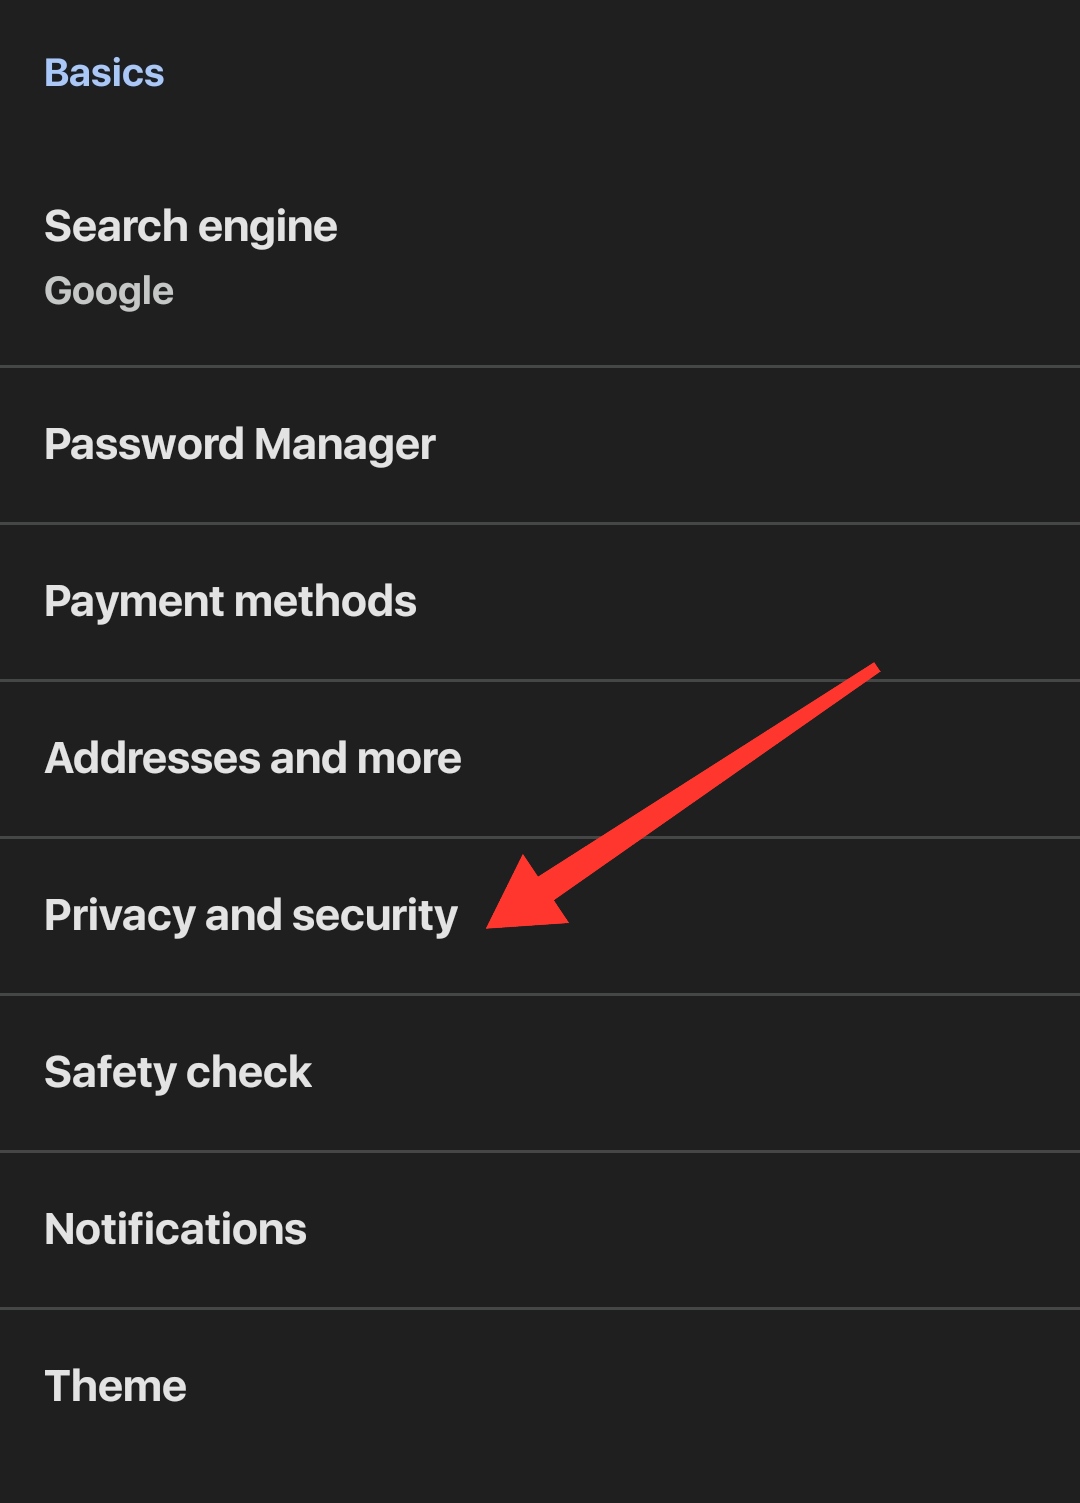 Basics
Search engine
Google
Password Manager
Payment methods
Addresses and more
Privacy and security
Safety check
Notifications
Theme